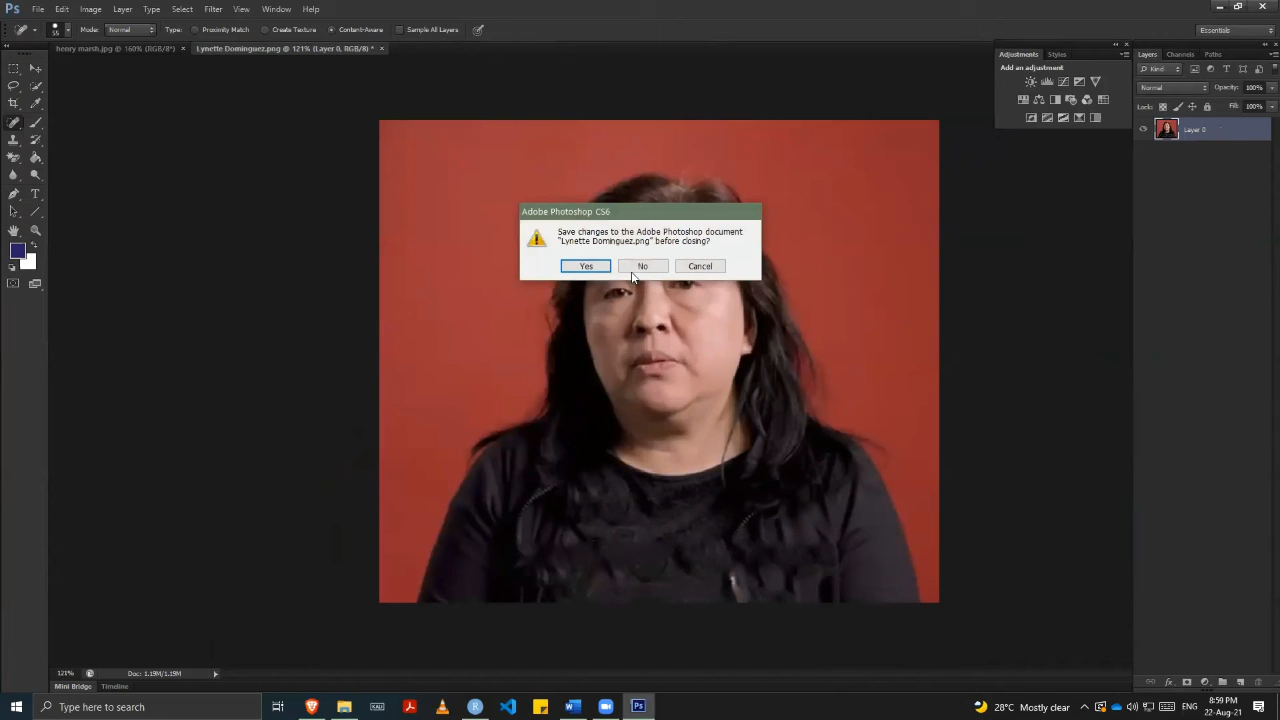 Ps File Edit Image Layer Type Select Filter View Window Help
55 Mode: Normal Type: Proximity Match Create Texture Content-Aware Sample All Layers Essentials
henry marsh.jpg @ 160% (RGB/8*) × Lynette Dominguez.png @ 121% (Layer 0, RGB/8) * ×
Adjustments Styles
Add an adjustment
Layers Channels Paths
Kind
Normal Opacity: 100%
Locks: Fill: 100%
Layer 0
Adobe Photoshop CS6
Save changes to the Adobe Photoshop document
"Lynette Dominguez.png" before closing?
Yes No Cancel
121% Doc: 1.19M/1.19M
Mini Bridge Timeline
Type here to search
28°C Mostly clear ENG 8:59 PM
22-Aug-21